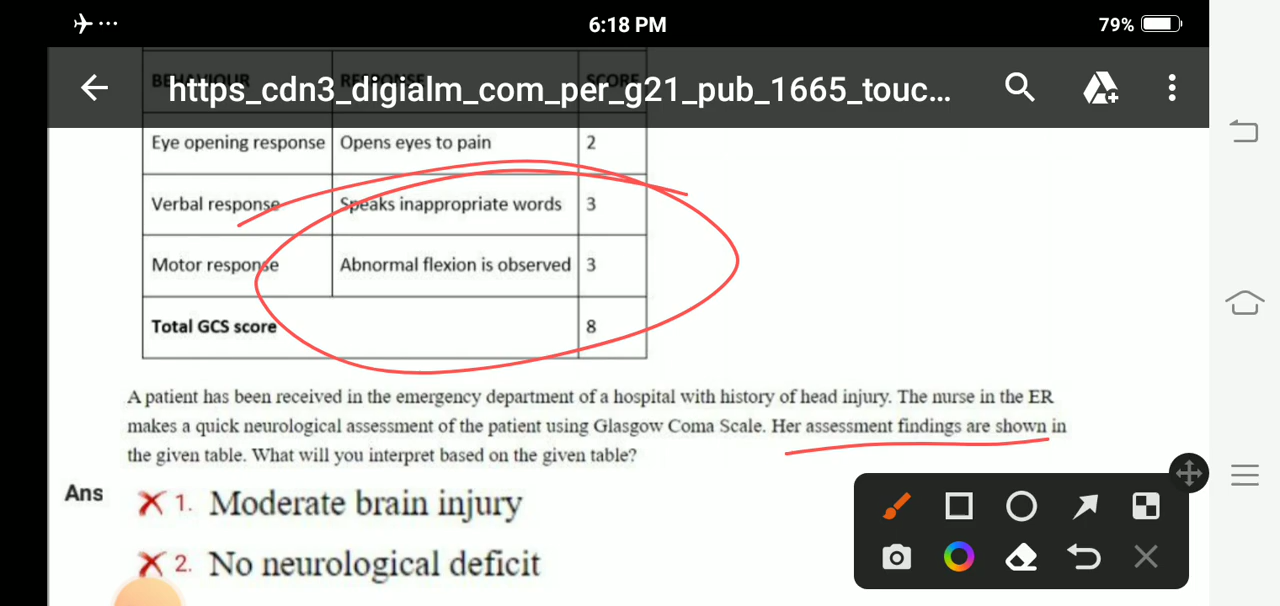 6:18 PM
79%
BEHAVIOUR RESPONSE SCORE
https_cdn3_digialm_com_per_g21_pub_1665_touc...
Eye opening response Opens eyes to pain 2
Verbal response Speaks inappropriate words 3
Motor response Abnormal flexion is observed 3
Total GCS score 8
A patient has been received in the emergency department of a hospital with history of head injury. The nurse in the ER
makes a quick neurological assessment of the patient using Glasgow Coma Scale. Her assessment findings are shown in
the given table. What will you interpret based on the given table?
Ans 1. Moderate brain injury
2. No neurological deficit